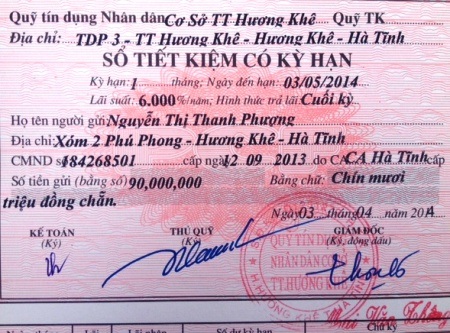 Quỹ tín dụng Nhân dân Cơ Sở TT Hương Khê Quỹ TK
Địa chỉ: TDP 3 - TT Hương Khê - Hương Khê - Hà Tĩnh
SỔ TIẾT KIỆM CÓ KỲ HẠN
Kỳ hạn: 1 tháng; Ngày đến hạn: 03/05/2014
Lãi suất: 6.000%/năm; Hình thức trả lãi: Cuối kỳ
Họ tên người gửi: Nguyễn Thị Thanh Phượng
Địa chỉ: Xóm 2 Phú Phong - Hương Khê - Hà Tĩnh
CMND số 184268501 cấp ngày 12 09 2013 do CA Hà Tĩnh cấp
Số tiền gửi (bằng số) 90,000,000 Bằng chữ: Chín mươi
triệu đồng chẵn.
Ngày 03 tháng 04 năm 2014
KẾ TOÁN THỦ QUỸ GIÁM ĐỐC
(Ký) (Ký) (Ký, đóng dấu)
QUỸ TÍN DỤNG
NHÂN DÂN CƠ SỞ
TT.HƯƠNG KHÊ
H.HƯƠNG KHÊ